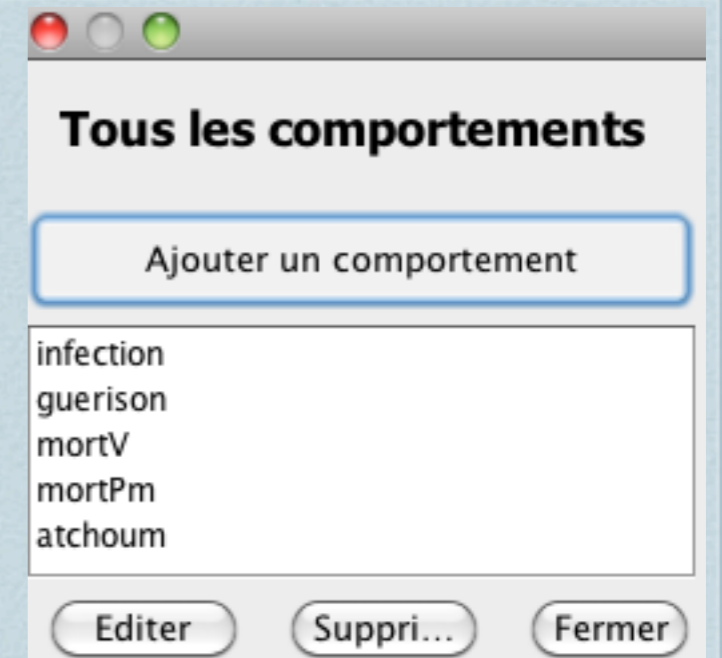 Tous les comportements
Ajouter un comportement
infection
guerison
mortV
mortPm
atchoum
Editer Suppri... Fermer